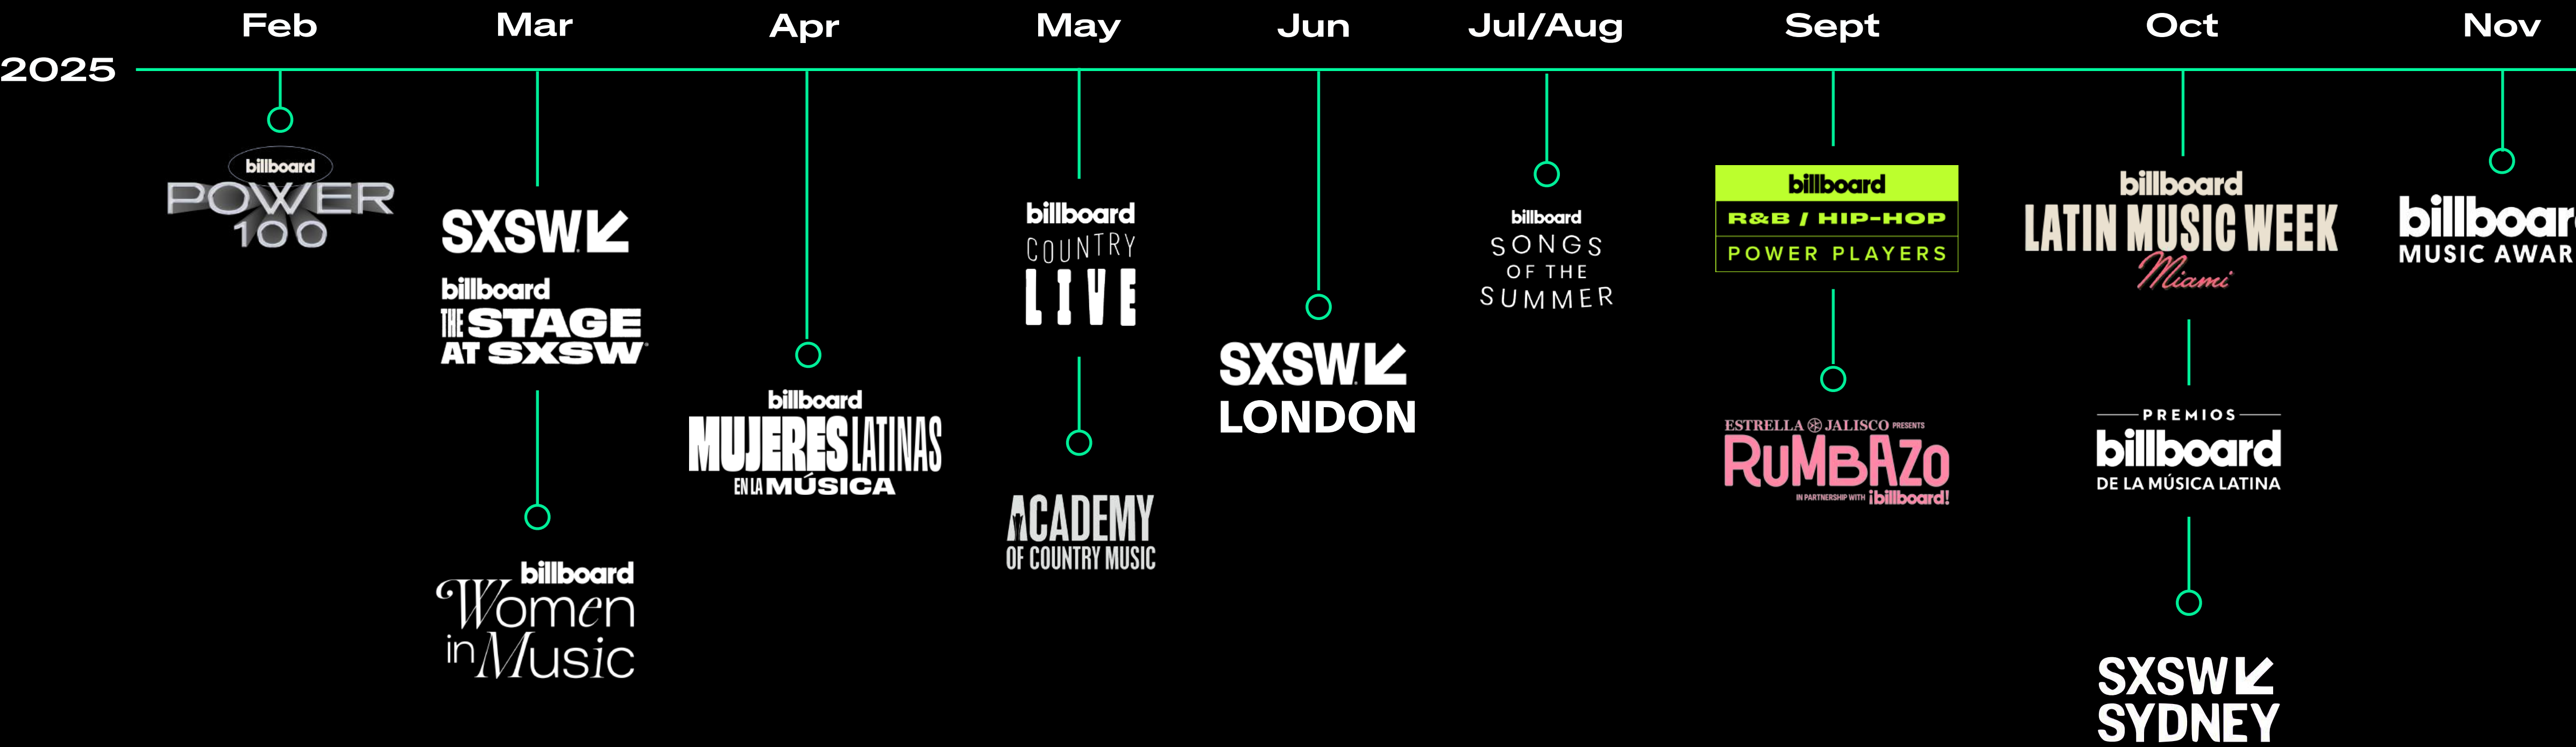 Feb Mar Apr May Jun Jul/Aug Sept Oct Nov
2025
billboard
POWER
100
SXSW
billboard
THE STAGE
AT SXSW
billboard
Women
in Music
billboard
MUJERES LATINAS
EN LA MÚSICA
billboard
COUNTRY
LIVE
ACADEMY
OF COUNTRY MUSIC
SXSW
LONDON
billboard
SONGS
OF THE
SUMMER
billboard
R&B / HIP-HOP
POWER PLAYERS
ESTRELLA JALISCO PRESENTS
RUMBAZO
IN PARTNERSHIP WITH ¡billboard!
billboard
LATIN MUSIC WEEK
Miami
PREMIOS
billboard
DE LA MÚSICA LATINA
SXSW
SYDNEY
billboar
MUSIC AWAR